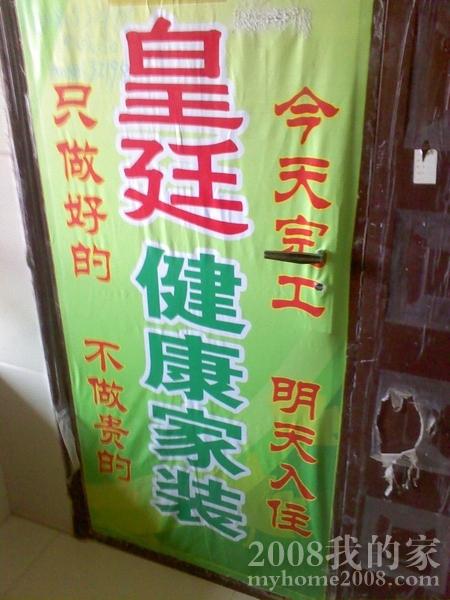 今天完工 明天入住
皇廷 健康家装
只做好的 不做贵的
2008我的家
myhome2008.com